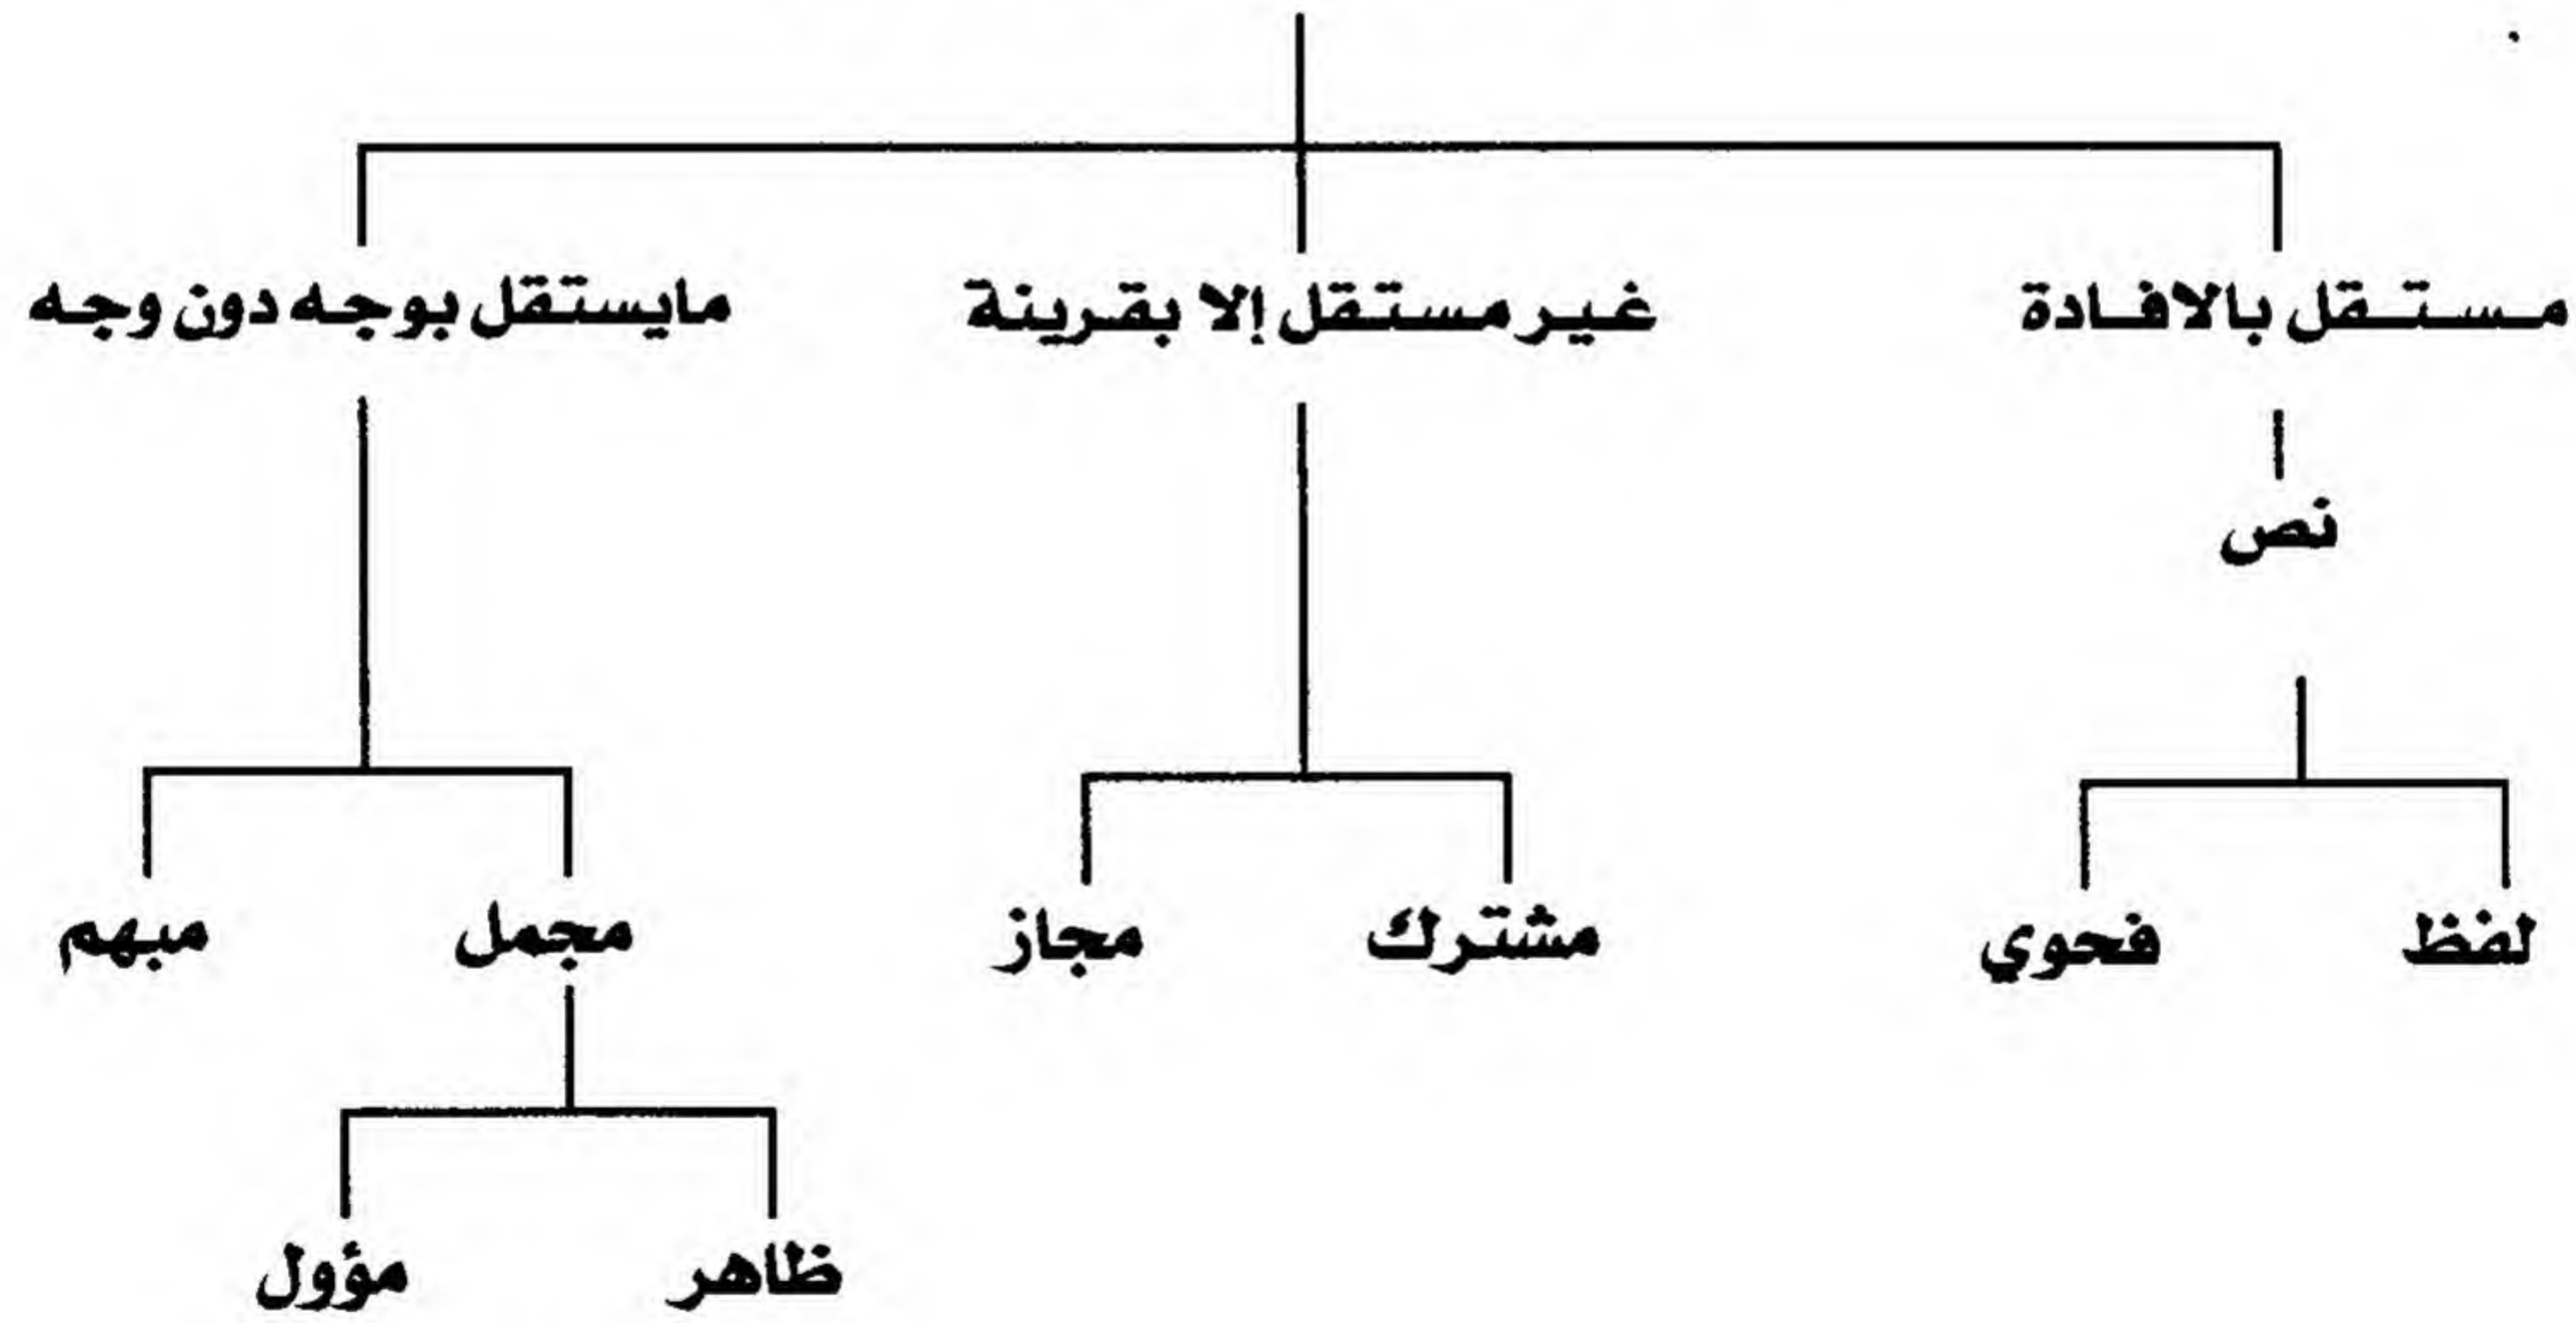 مستقل بالافادة غير مستقل إلا بقرينة مايستقل بوجه دون وجه
نص
لفظ فحوي مشترك مجاز مجمل مبهم
ظاهر مؤول